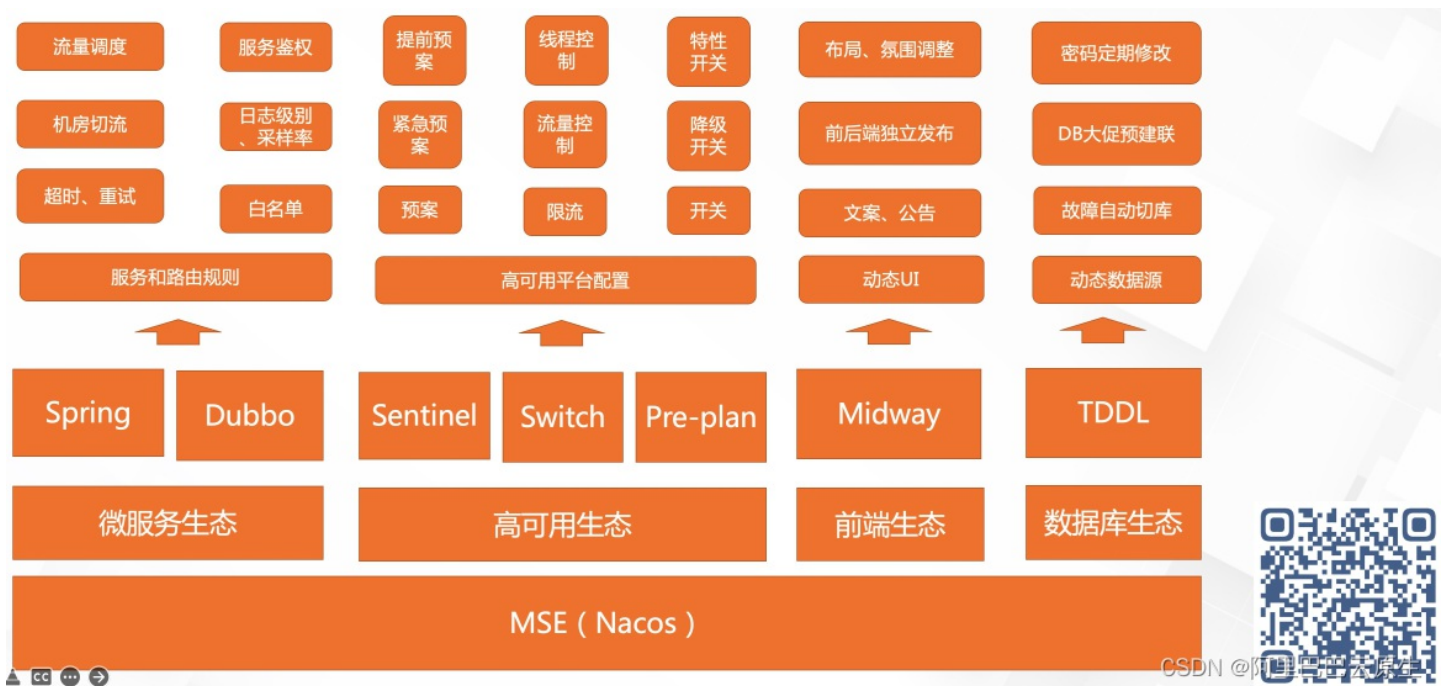 流量调度
服务鉴权
提前预
案
线程控
制
特性
开关
布局、氛围调整
密码定期修改
机房切流
日志级别
、采样率
紧急预
案
流量控
制
降级
开关
前后端独立发布
DB大促预建联
超时、重试
白名单
预案
限流
开关
文案、公告
故障自动切库
服务和路由规则
高可用平台配置
动态UI
动态数据源
Spring
Dubbo
Sentinel
Switch
Pre-plan
Midway
TDDL
微服务生态
高可用生态
前端生态
数据库生态
MSE（Nacos）
CC
CSDN @阿里巴巴云原生